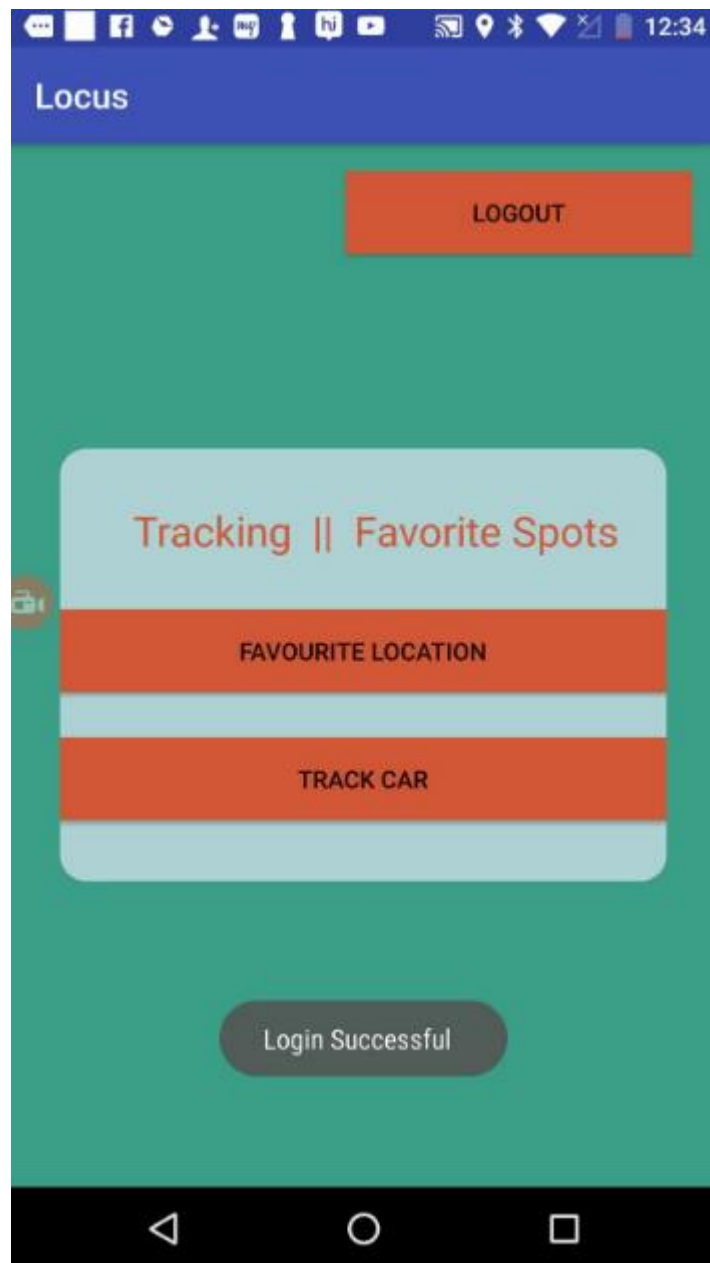 12:34
Locus
LOGOUT
Tracking || Favorite Spots
FAVOURITE LOCATION
TRACK CAR
Login Successful